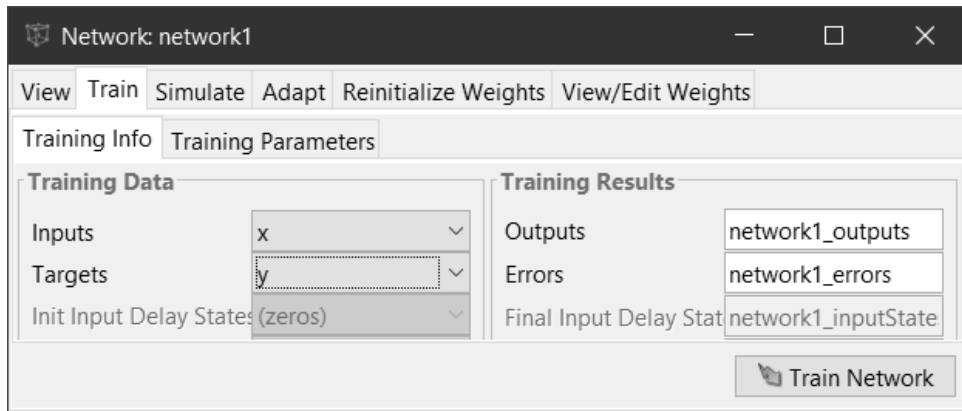 Network: network1
View Train Simulate Adapt Reinitialize Weights View/Edit Weights
Training Info Training Parameters
Training Data
Inputs x
Targets y
Init Input Delay States (zeros)
Training Results
Outputs network1_outputs
Errors network1_errors
Final Input Delay Stat network1_inputState
Train Network